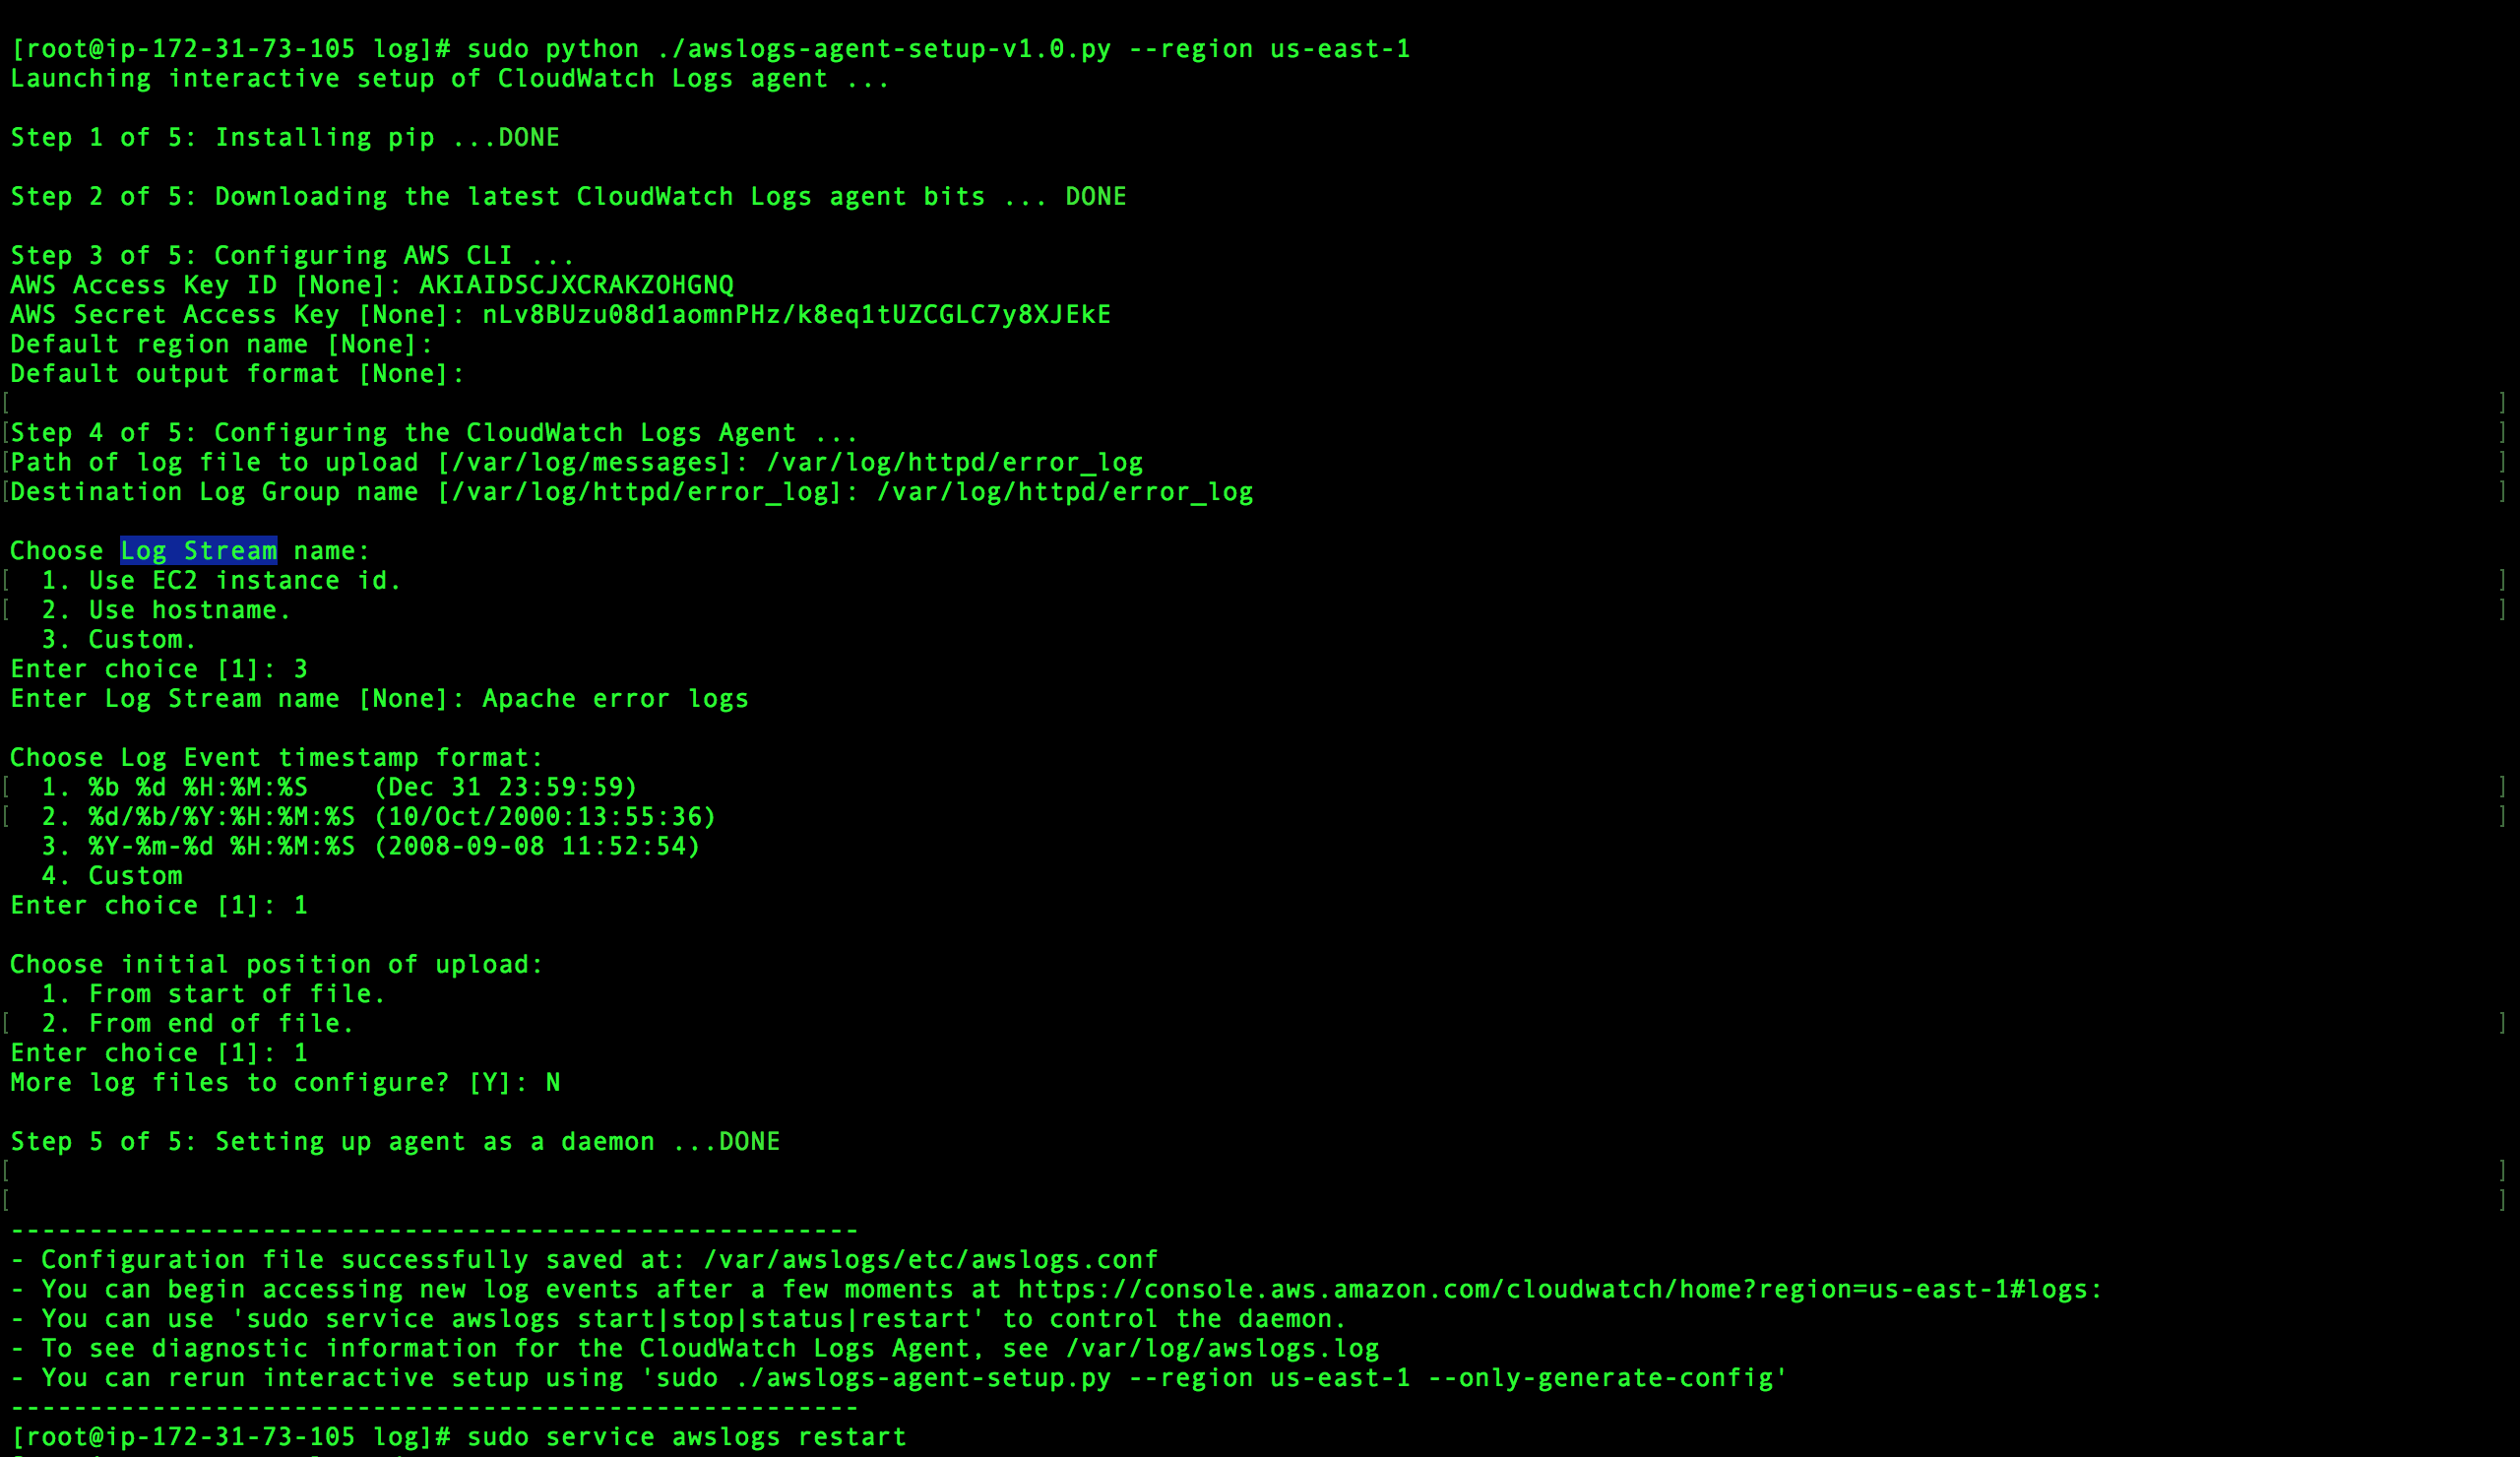 [root@ip-172-31-73-105 log]# sudo python ./awslogs-agent-setup-v1.0.py --region us-east-1
Launching interactive setup of CloudWatch Logs agent ...
Step 1 of 5: Installing pip ...DONE
Step 2 of 5: Downloading the latest CloudWatch Logs agent bits ... DONE
Step 3 of 5: Configuring AWS CLI ...
AWS Access Key ID [None]: AKIAIDSCJXCRAKZOHGNQ
AWS Secret Access Key [None]: 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
Default region name [None]:
Default output format [None]:
[ ]
[Step 4 of 5: Configuring the CloudWatch Logs Agent ... ]
[Path of log file to upload [/var/log/messages]: /var/log/httpd/error_log ]
[Destination Log Group name [/var/log/httpd/error_log]: /var/log/httpd/error_log ]
Choose Log Stream name:
[ 1. Use EC2 instance id. ]
[ 2. Use hostname. ]
3. Custom.
Enter choice [1]: 3
Enter Log Stream name [None]: Apache error logs
Choose Log Event timestamp format:
[ 1. %b %d %H:%M:%S    (Dec 31 23:59:59) ]
[ 2. %d/%b/%Y:%H:%M:%S (10/Oct/2000:13:55:36) ]
3. %Y-%m-%d %H:%M:%S (2008-09-08 11:52:54)
4. Custom
Enter choice [1]: 1
Choose initial position of upload:
1. From start of file.
[ 2. From end of file. ]
Enter choice [1]: 1
More log files to configure? [Y]: N
Step 5 of 5: Setting up agent as a daemon ...DONE
[ ]
[ ]
------------------------------------------------------
- Configuration file successfully saved at: /var/awslogs/etc/awslogs.conf
- You can begin accessing new log events after a few moments at https://console.aws.amazon.com/cloudwatch/home?region=us-east-1#logs:
- You can use 'sudo service awslogs start|stop|status|restart' to control the daemon.
- To see diagnostic information for the CloudWatch Logs Agent, see /var/log/awslogs.log
- You can rerun interactive setup using 'sudo ./awslogs-agent-setup.py --region us-east-1 --only-generate-config'
------------------------------------------------------
[root@ip-172-31-73-105 log]# sudo service awslogs restart